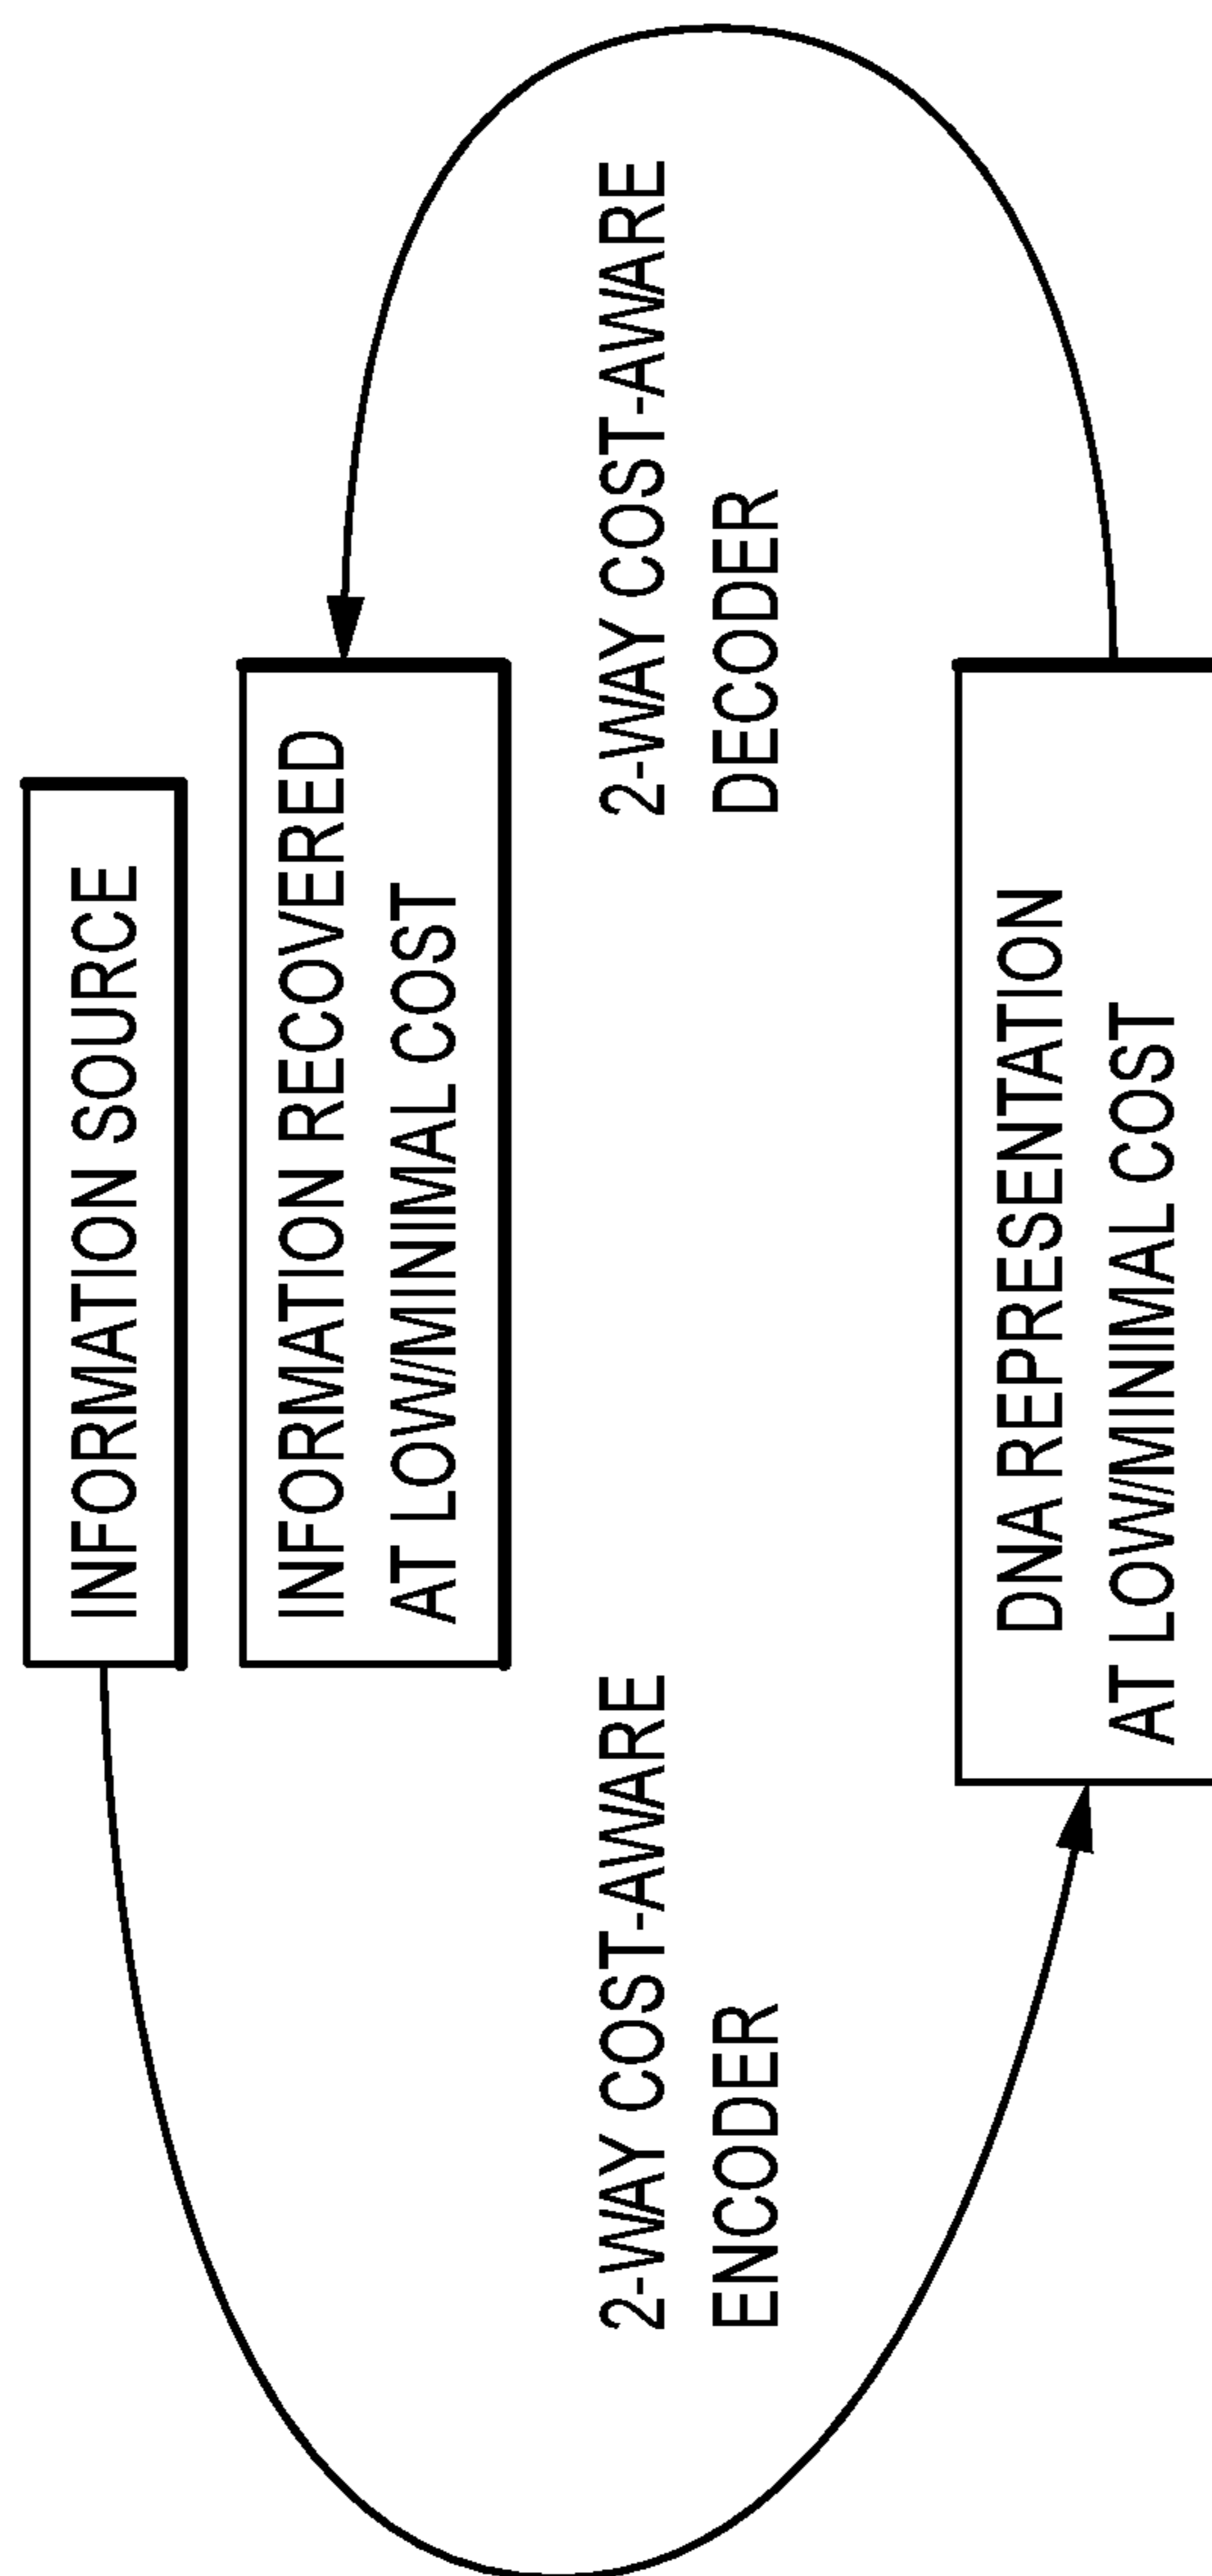 INFORMATION SOURCE
INFORMATION RECOVERED
AT LOW/MINIMAL COST
2-WAY COST-AWARE
ENCODER
2-WAY COST-AWARE
DECODER
DNA REPRESENTATION
AT LOW/MINIMAL COST